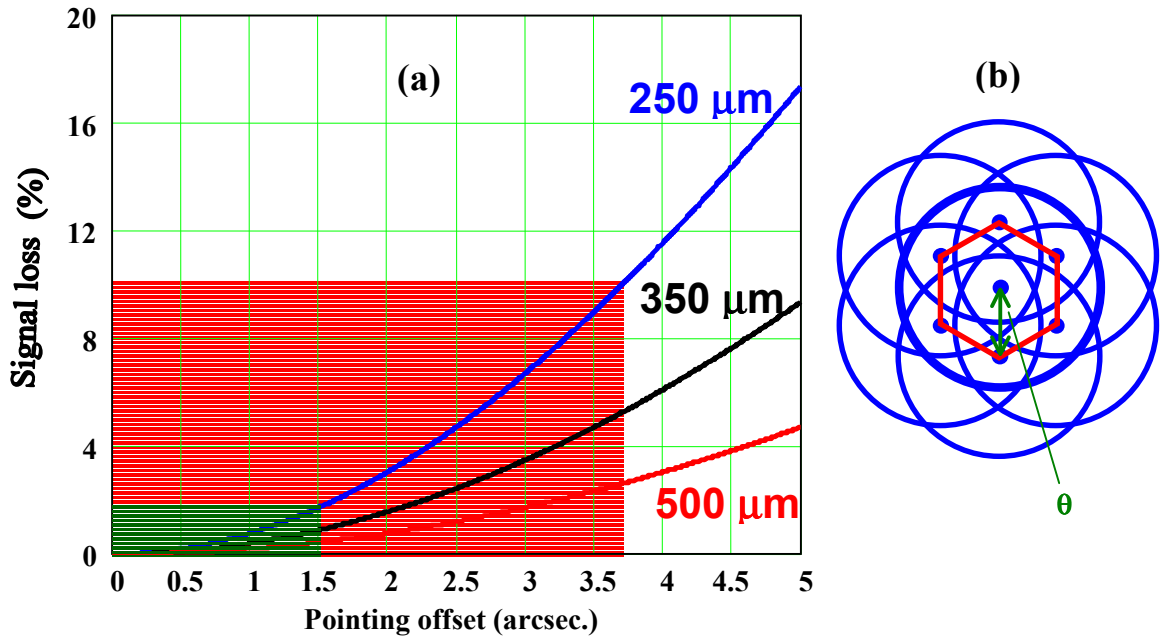 (a)
(b)
Signal loss (%)
20
16
12
8
4
0
250 μm
350 μm
500 μm
θ
0 0.5 1 1.5 2 2.5 3 3.5 4 4.5 5
Pointing offset (arcsec.)